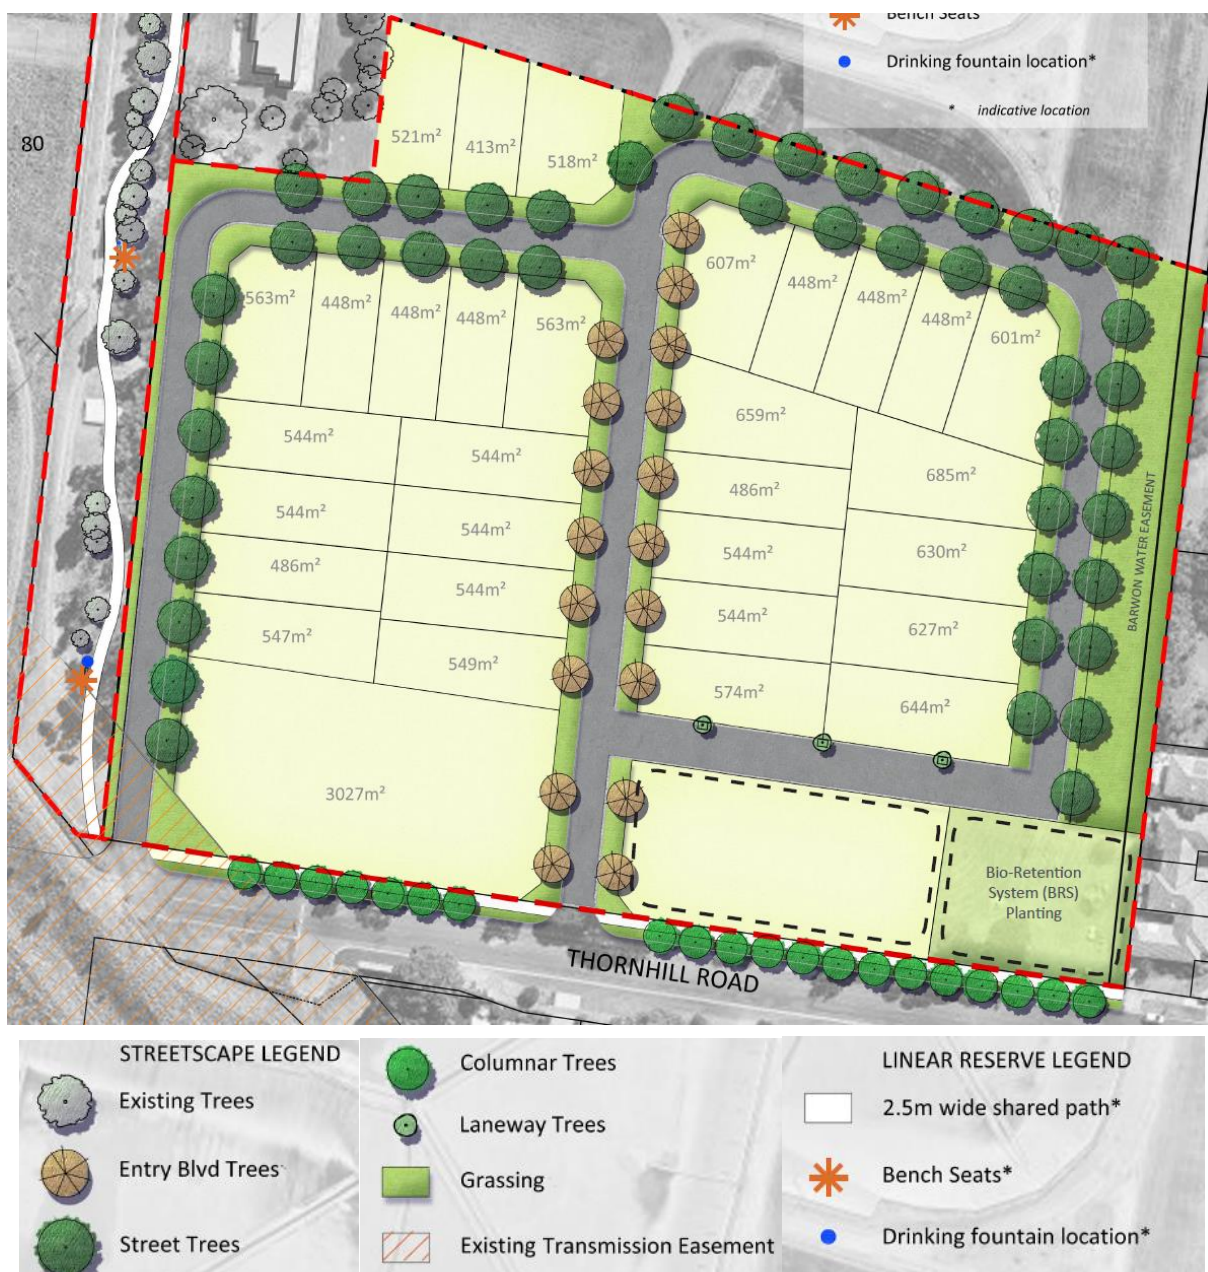 Bench Seats
Drinking fountain location*
* indicative location
80
521m²
413m²
518m²
563m²
448m²
448m²
448m²
563m²
607m²
448m²
448m²
448m²
601m²
544m²
544m²
544m²
544m²
486m²
544m²
547m²
549m²
3027m²
659m²
685m²
486m²
544m²
630m²
544m²
627m²
574m²
644m²
BARWON WATER EASEMENT
Bio-Retention
System (BRS)
Planting
THORNHILL ROAD
STREETSCAPE LEGEND
Existing Trees
Entry Blvd Trees
Street Trees
Columnar Trees
Laneway Trees
Grassing
Existing Transmission Easement
LINEAR RESERVE LEGEND
2.5m wide shared path*
Bench Seats*
Drinking fountain location*